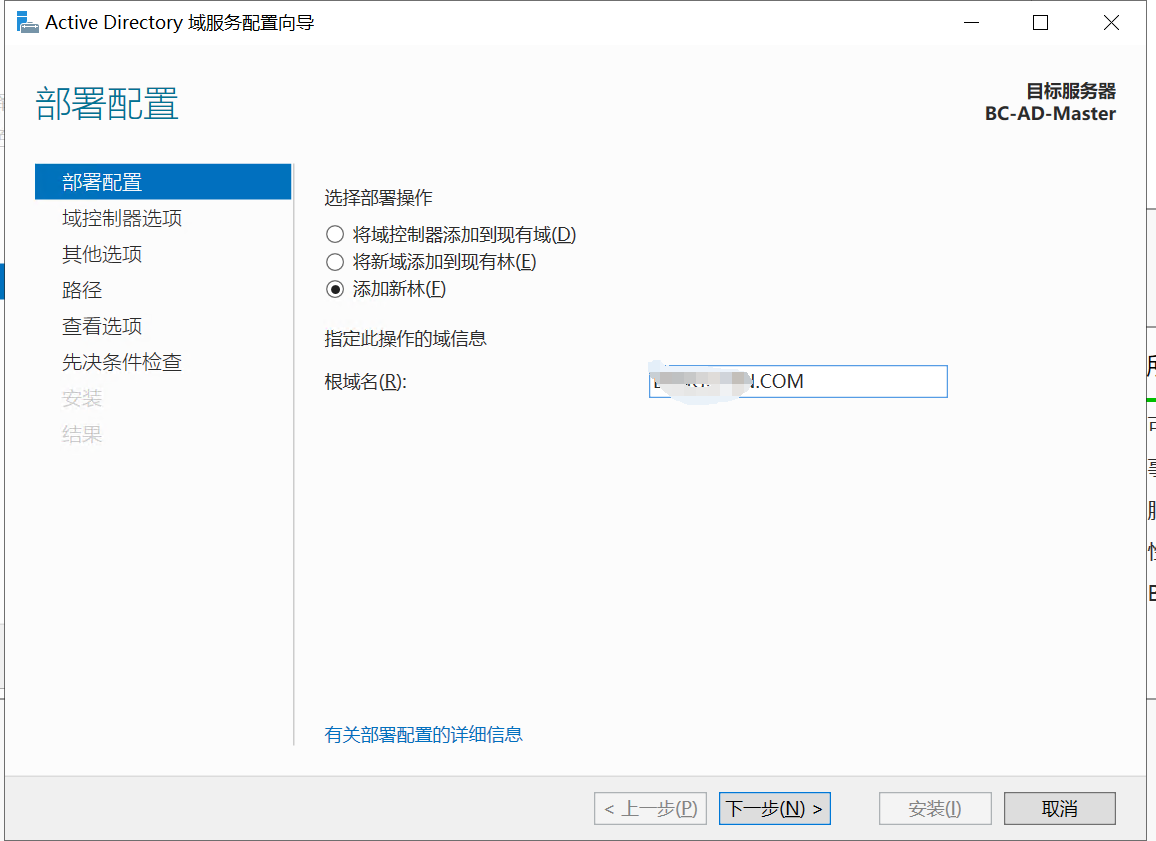 Active Directory 域服务配置向导
部署配置
目标服务器
BC-AD-Master
部署配置
域控制器选项
其他选项
路径
查看选项
先决条件检查
安装
结果
选择部署操作
将域控制器添加到现有域(D)
将新域添加到现有林(E)
添加新林(F)
指定此操作的域信息
根域名(R):
.COM
有关部署配置的详细信息
< 上一步(P)
下一步(N) >
安装(I)
取消